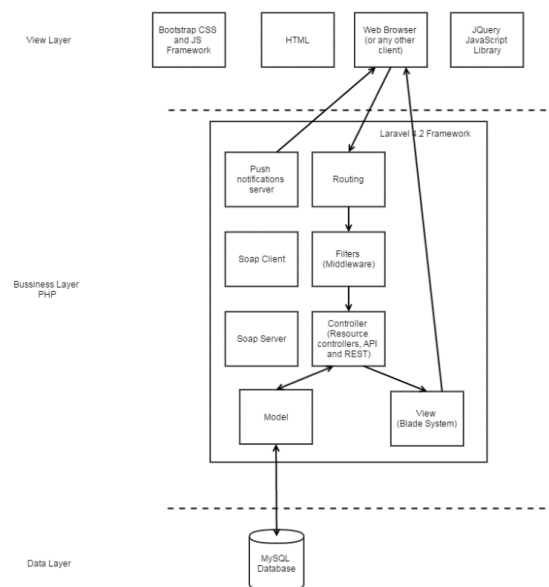 View Layer
Bootstrap CSS
and JS
Framework
HTML
Web Browser
(or any other
client)
JQuery
JavaScript
Library
Laravel 4.2 Framework
Push
notifications
server
Routing
Soap Client
Filters
(Middleware)
Bussiness Layer
PHP
Soap Server
Controller
(Resource
controllers, API
and REST)
Model
View
(Blade System)
Data Layer
MySQL
Database